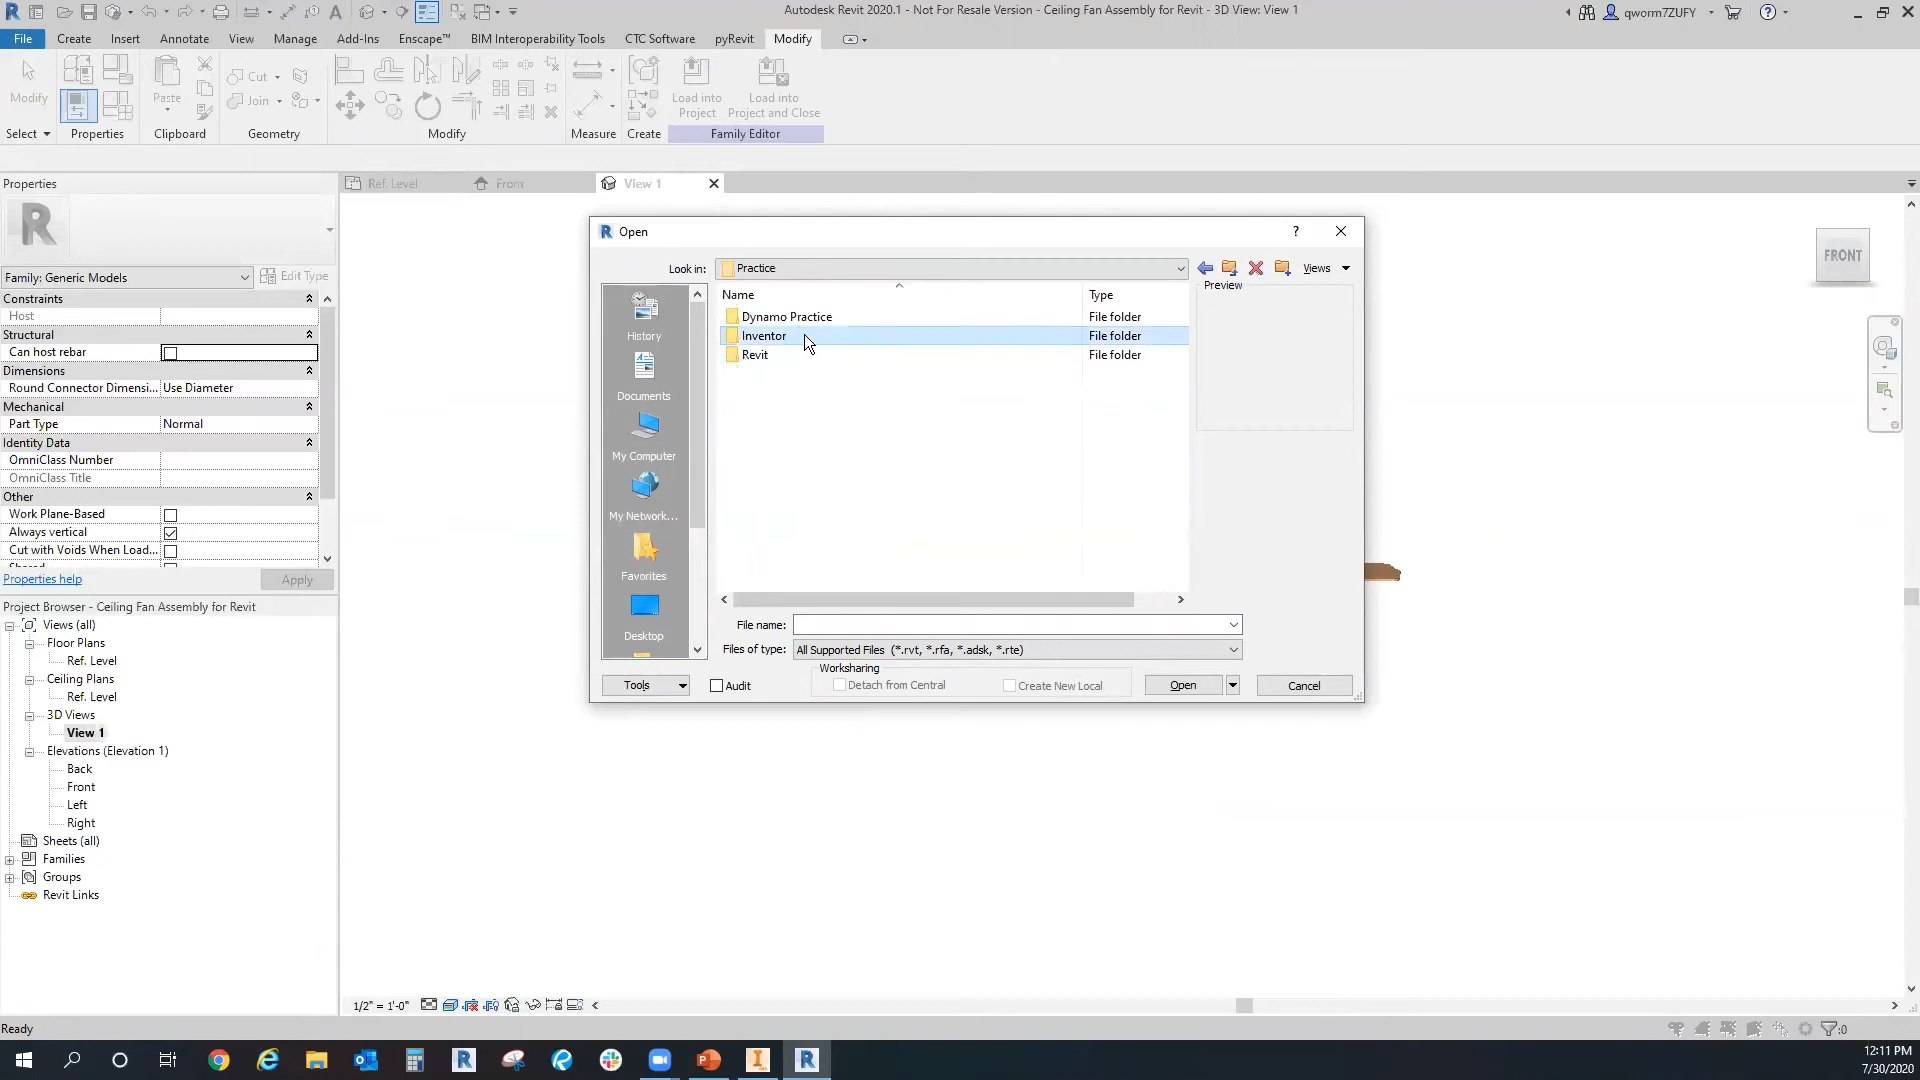 Autodesk Revit 2020.1 - Not For Resale Version - Ceiling Fan Assembly for Revit - 3D View: View 1
qworm7ZUFY
File Create Insert Annotate View Manage Add-Ins Enscape™ BIM Interoperability Tools CTC Software pyRevit Modify
Modify Paste Cut Join Load into Project Load into Project and Close
Select Properties Clipboard Geometry Modify Measure Create Family Editor
Properties
Ref. Level Front View 1
Family: Generic Models Edit Type
Constraints
Host
Structural
Can host rebar
Dimensions
Round Connector Dimensi... Use Diameter
Mechanical
Part Type Normal
Identity Data
OmniClass Number
OmniClass Title
Other
Work Plane-Based
Always vertical
Cut with Voids When Load...
Properties help Apply
Project Browser - Ceiling Fan Assembly for Revit
Views (all)
Floor Plans
Ref. Level
Ceiling Plans
Ref. Level
3D Views
View 1
Elevations (Elevation 1)
Back
Front
Left
Right
Sheets (all)
Families
Groups
Revit Links
Open
Look in: Practice Views
Name Type Preview
Dynamo Practice File folder
Inventor File folder
Revit File folder
History
Documents
My Computer
My Network...
Favorites
Desktop
File name:
Files of type: All Supported Files (*.rvt, *.rfa, *.adsk, *.rte)
Worksharing
Tools Audit Detach from Central Create New Local Open Cancel
FRONT
1/2" = 1'-0"
Ready :0
12:11 PM
7/30/2020